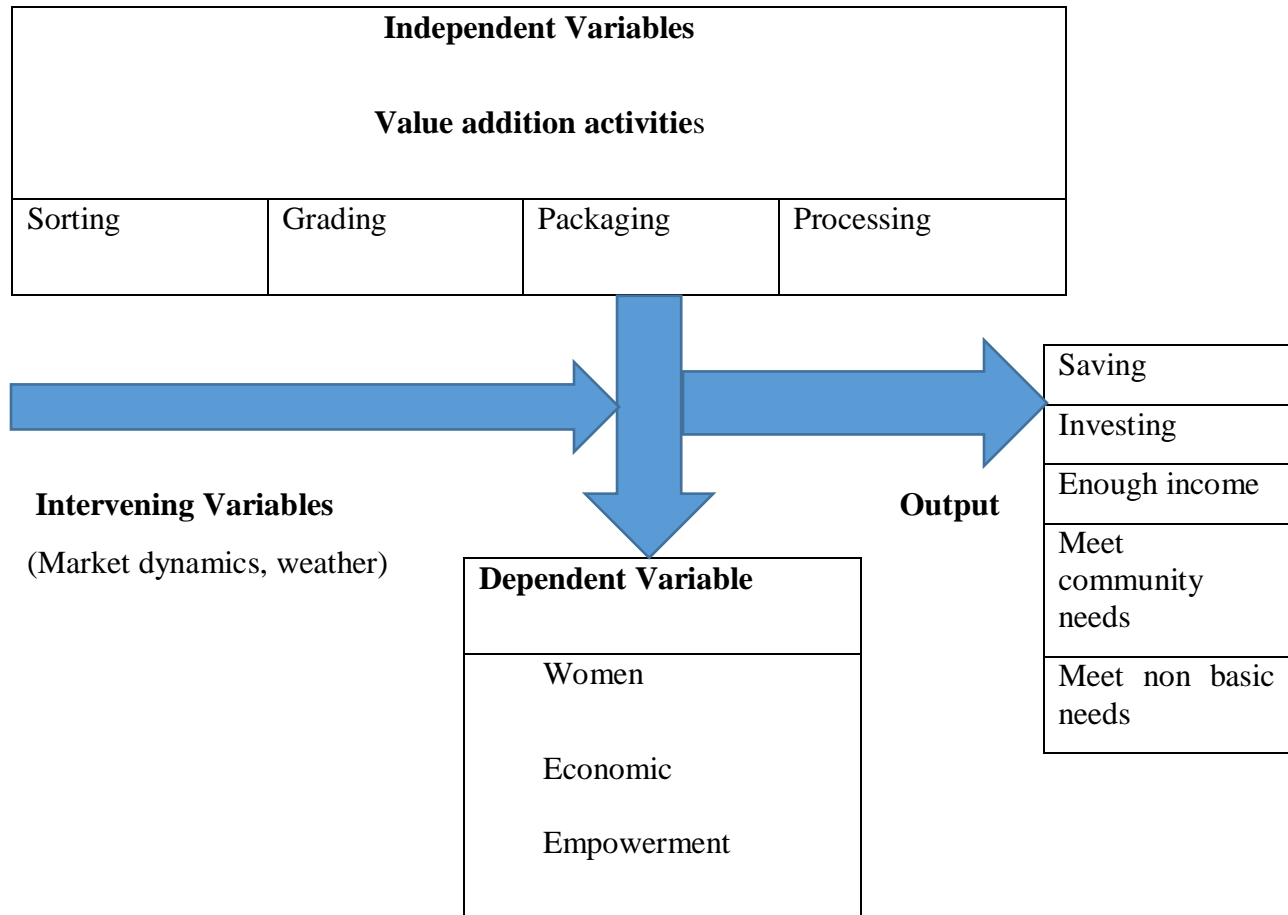 Independent Variables
Value addition activities
Sorting
Grading
Packaging
Processing
Saving
Investing
Enough income
Meet
community
needs
Meet non basic
needs
Intervening Variables
(Market dynamics, weather)
Output
Dependent Variable
Women
Economic
Empowerment